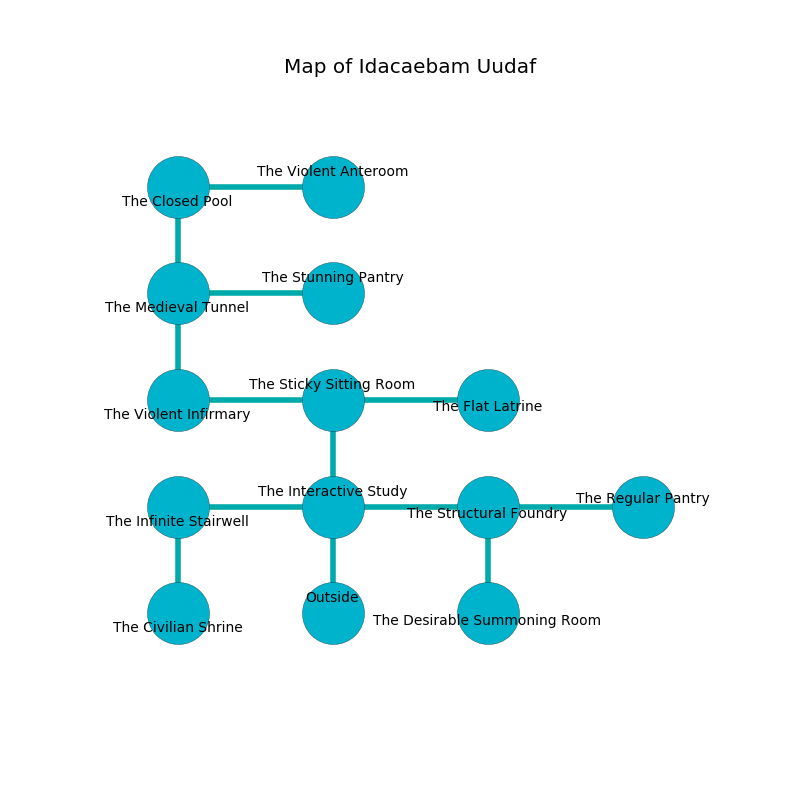 Map of Idacaebam Uudaf
The Violent Anteroom
The Closed Pool
The Stunning Pantry
The Medieval Tunnel
The Sticky Sitting Room
The Flat Latrine
The Violent Infirmary
The Interactive Study
The Regular Pantry
The Structural Foundry
The Infinite Stairwell
Outside
The Desirable Summoning Room
The Civilian Shrine